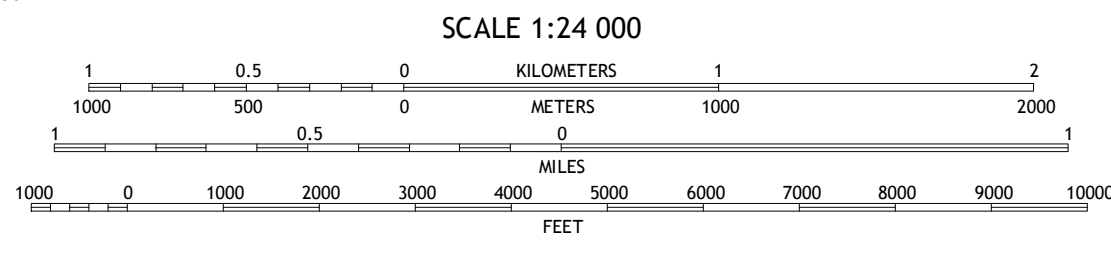 SCALE 1:24 000
1 0.5 0 KILOMETERS 1 2
1000 500 0 METERS 1000 2000
1 0.5 0 1
MILES
1000 0 1000 2000 3000 4000 5000 6000 7000 8000 9000 10000
FEET